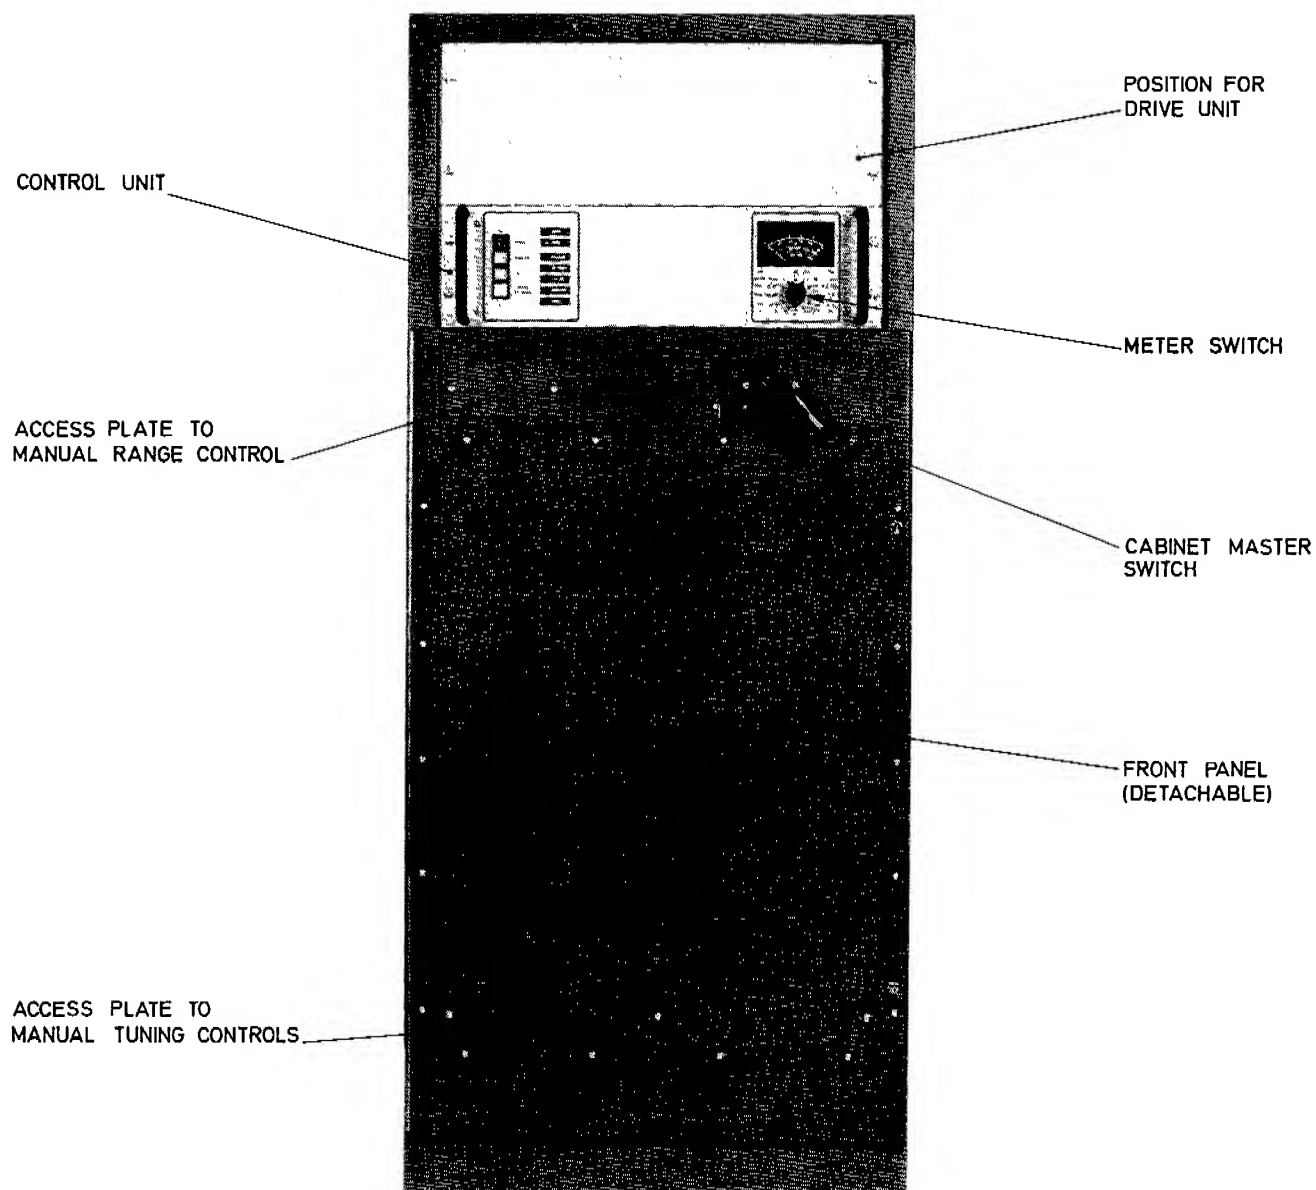 POSITION FOR
DRIVE UNIT
CONTROL UNIT
METER SWITCH
ACCESS PLATE TO
MANUAL RANGE CONTROL
CABINET MASTER
SWITCH
FRONT PANEL
(DETACHABLE)
ACCESS PLATE TO
MANUAL TUNING CONTROLS